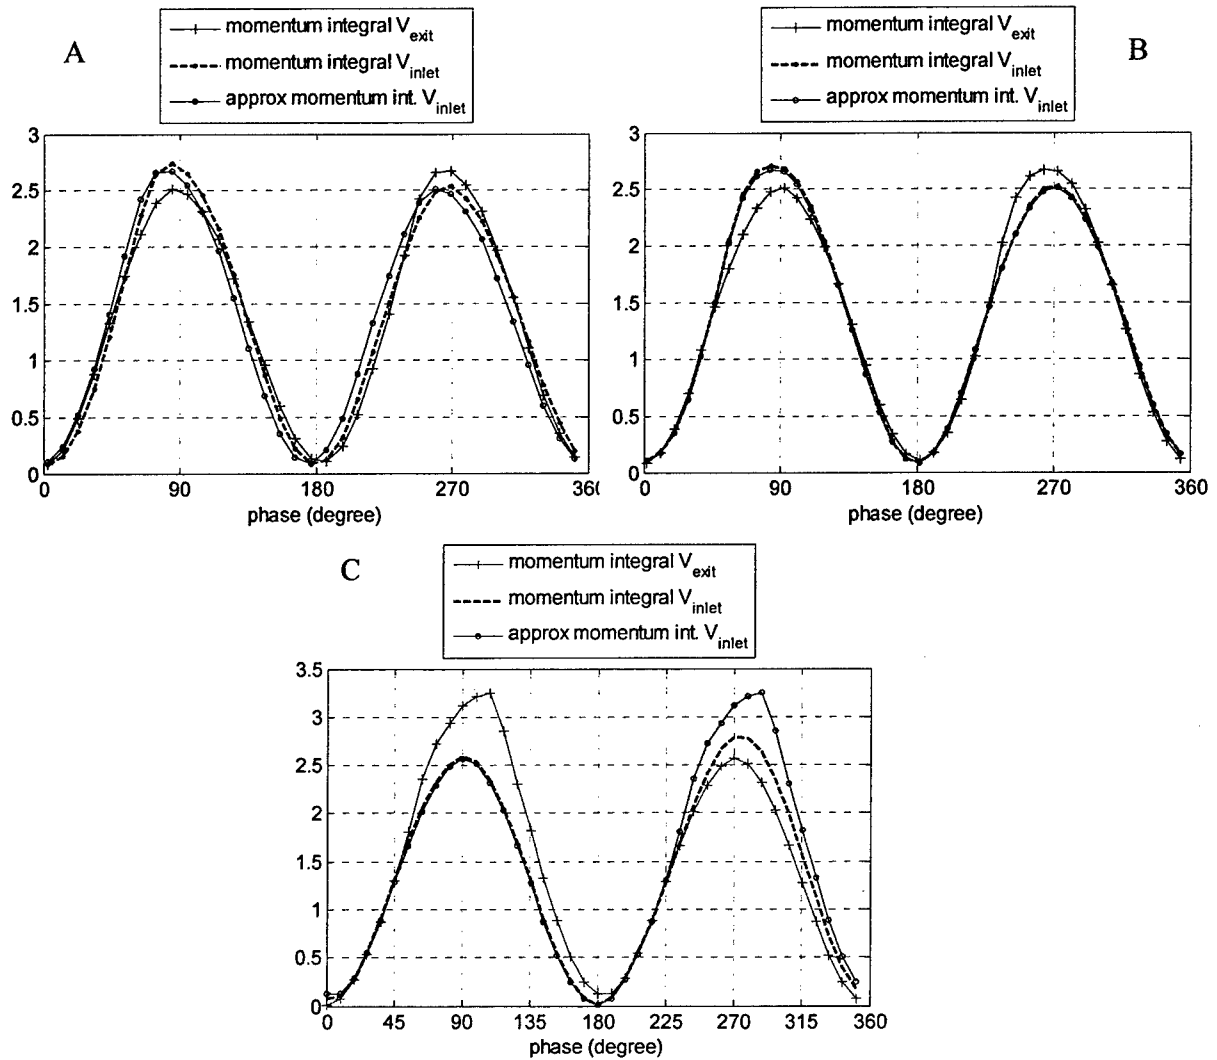 A
momentum integral V_exit
momentum integral V_inlet
approx momentum int. V_inlet
3
2.5
2
1.5
1
0.5
0
0 90 180 270 360
phase (degree)
B
momentum integral V_exit
momentum integral V_inlet
approx momentum int. V_inlet
3
2.5
2
1.5
1
0.5
0
0 90 180 270 360
phase (degree)
C
momentum integral V_exit
momentum integral V_inlet
approx momentum int. V_inlet
3.5
3
2.5
2
1.5
1
0.5
0
0 45 90 135 180 225 270 315 360
phase (degree)